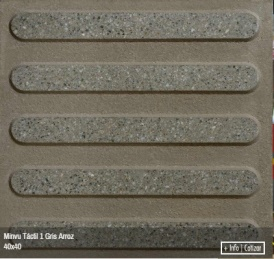 Minvu Táctil 1 Gris Arroz
40x40
+ Info | Cotizar